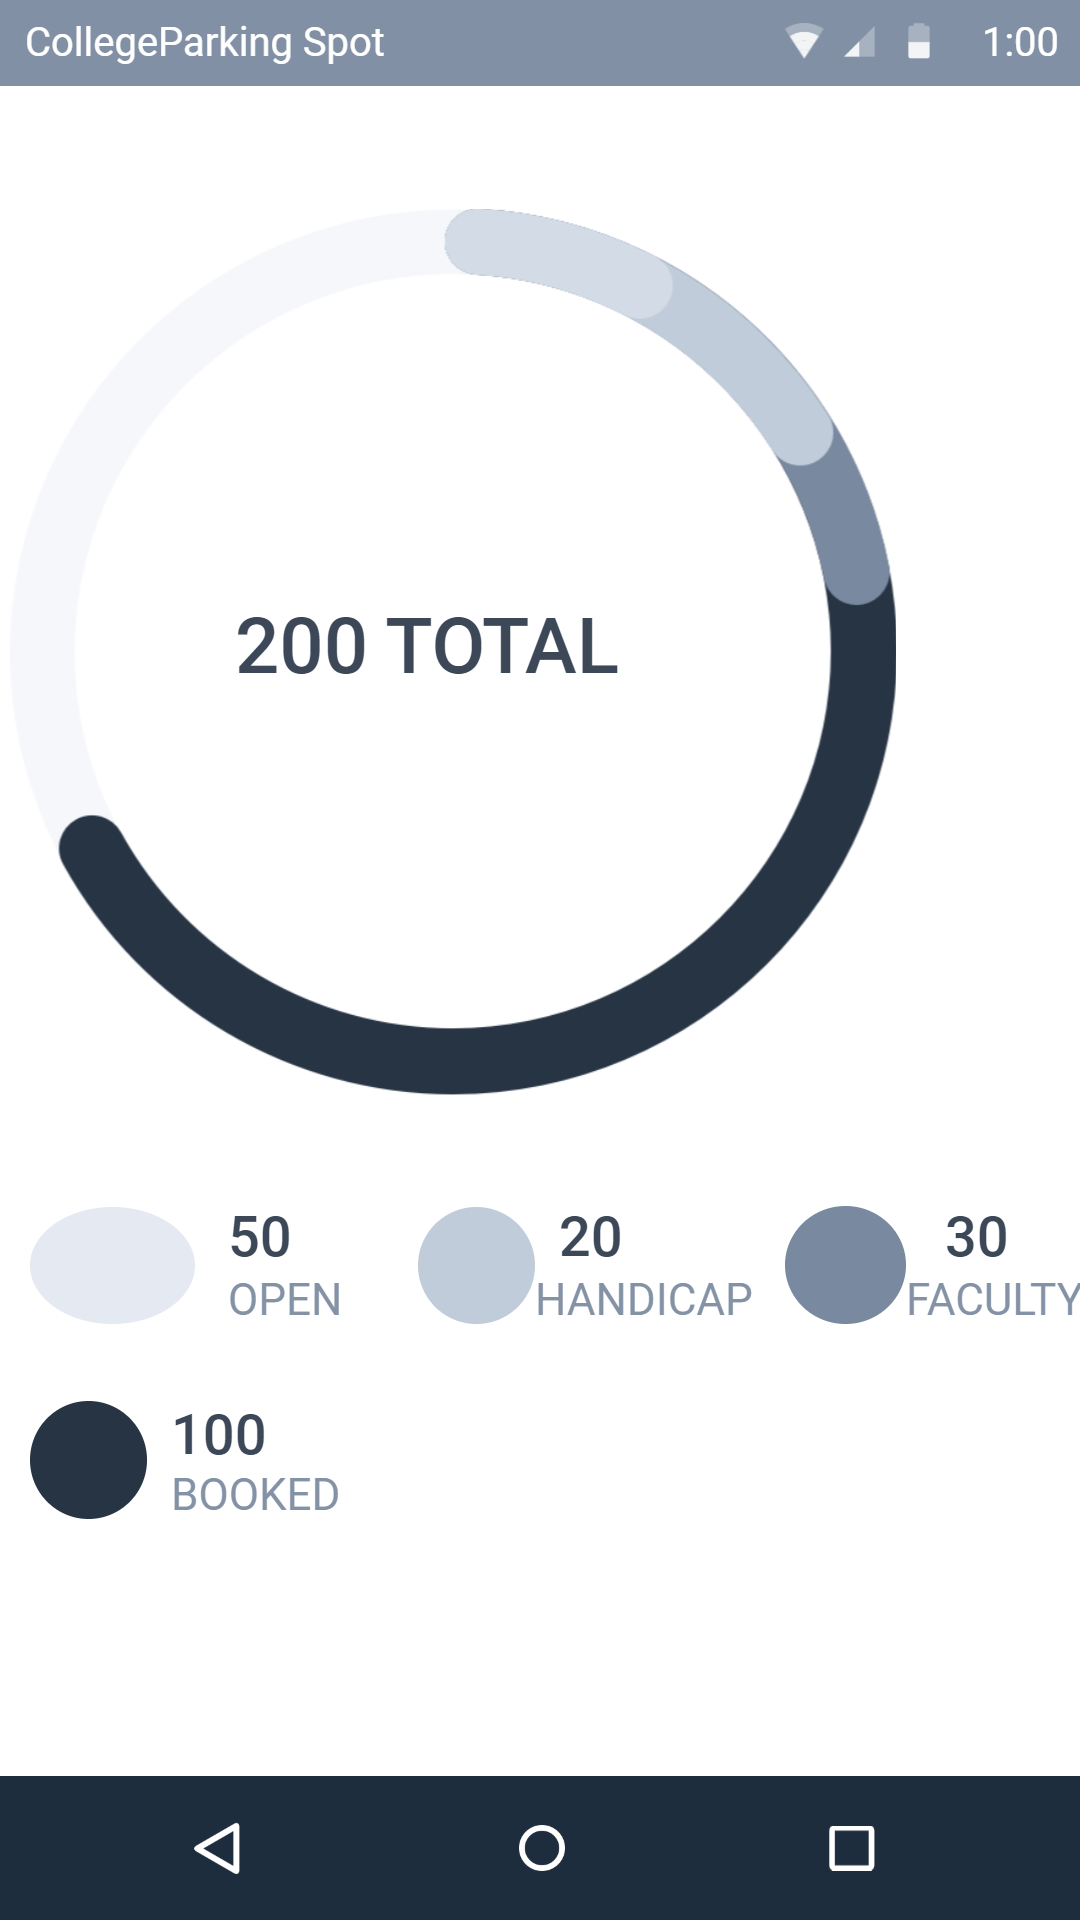 CollegeParking Spot 1:00
200 TOTAL
50 20 30
OPEN HANDICAP FACULTY
100
BOOKED